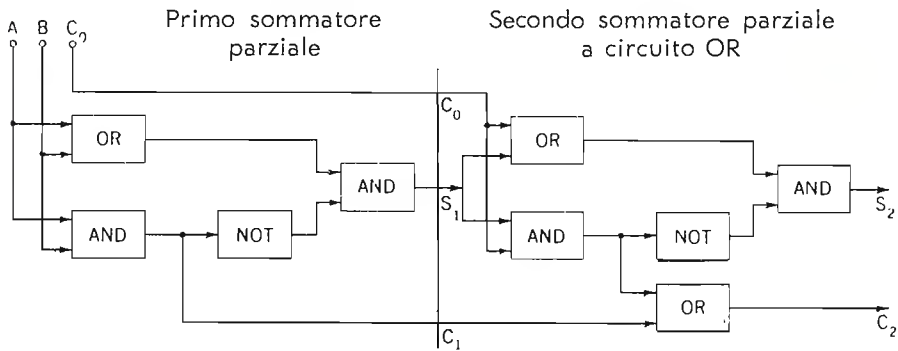 Primo sommatore
parziale
Secondo sommatore parziale
a circuito OR
A B C₀
C₀
OR
OR
AND
AND
S₁
S₂
AND
NOT
AND
NOT
OR
C₁
C₂